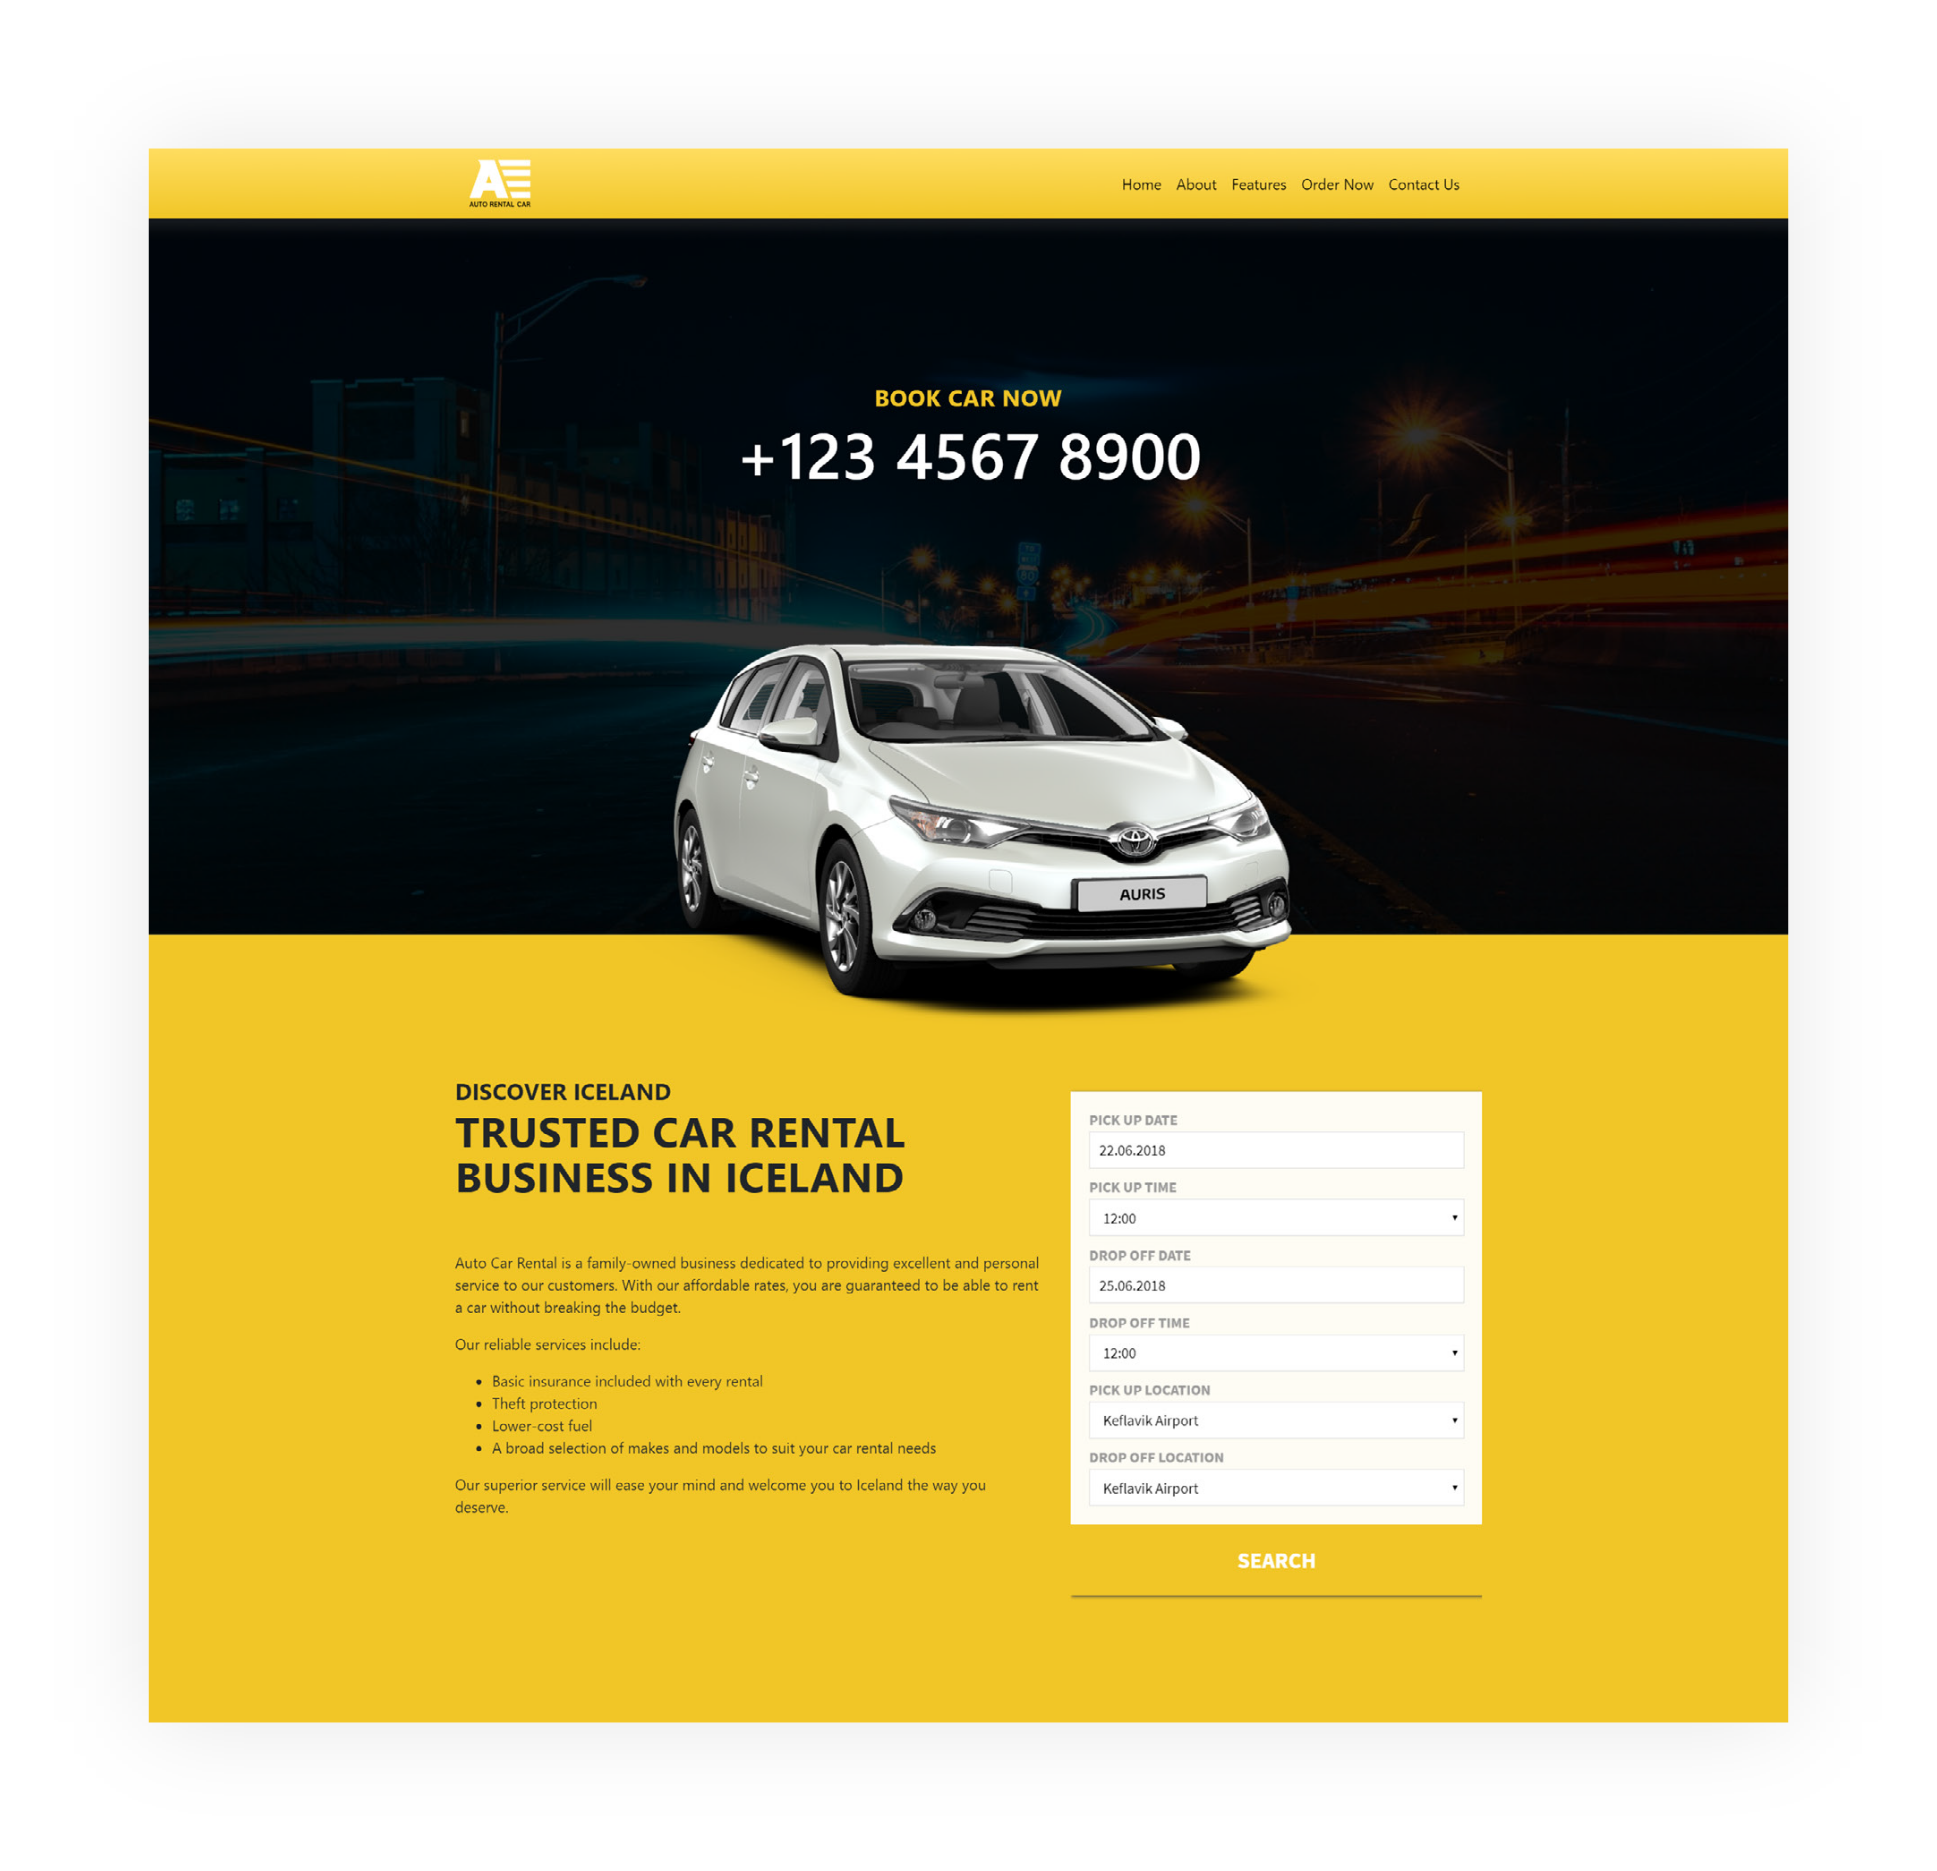 AE
AUTO RENTAL CAR
Home About Features Order Now Contact Us
BOOK CAR NOW
+123 4567 8900
AURIS
DISCOVER ICELAND
TRUSTED CAR RENTAL
BUSINESS IN ICELAND
Auto Car Rental is a family-owned business dedicated to providing excellent and personal
service to our customers. With our affordable rates, you are guaranteed to be able to rent
a car without breaking the budget.
Our reliable services include:
• Basic insurance included with every rental
• Theft protection
• Lower-cost fuel
• A broad selection of makes and models to suit your car rental needs
Our superior service will ease your mind and welcome you to Iceland the way you
deserve.
PICK UP DATE
22.06.2018
PICK UP TIME
12:00
DROP OFF DATE
25.06.2018
DROP OFF TIME
12:00
PICK UP LOCATION
Keflavik Airport
DROP OFF LOCATION
Keflavik Airport
SEARCH